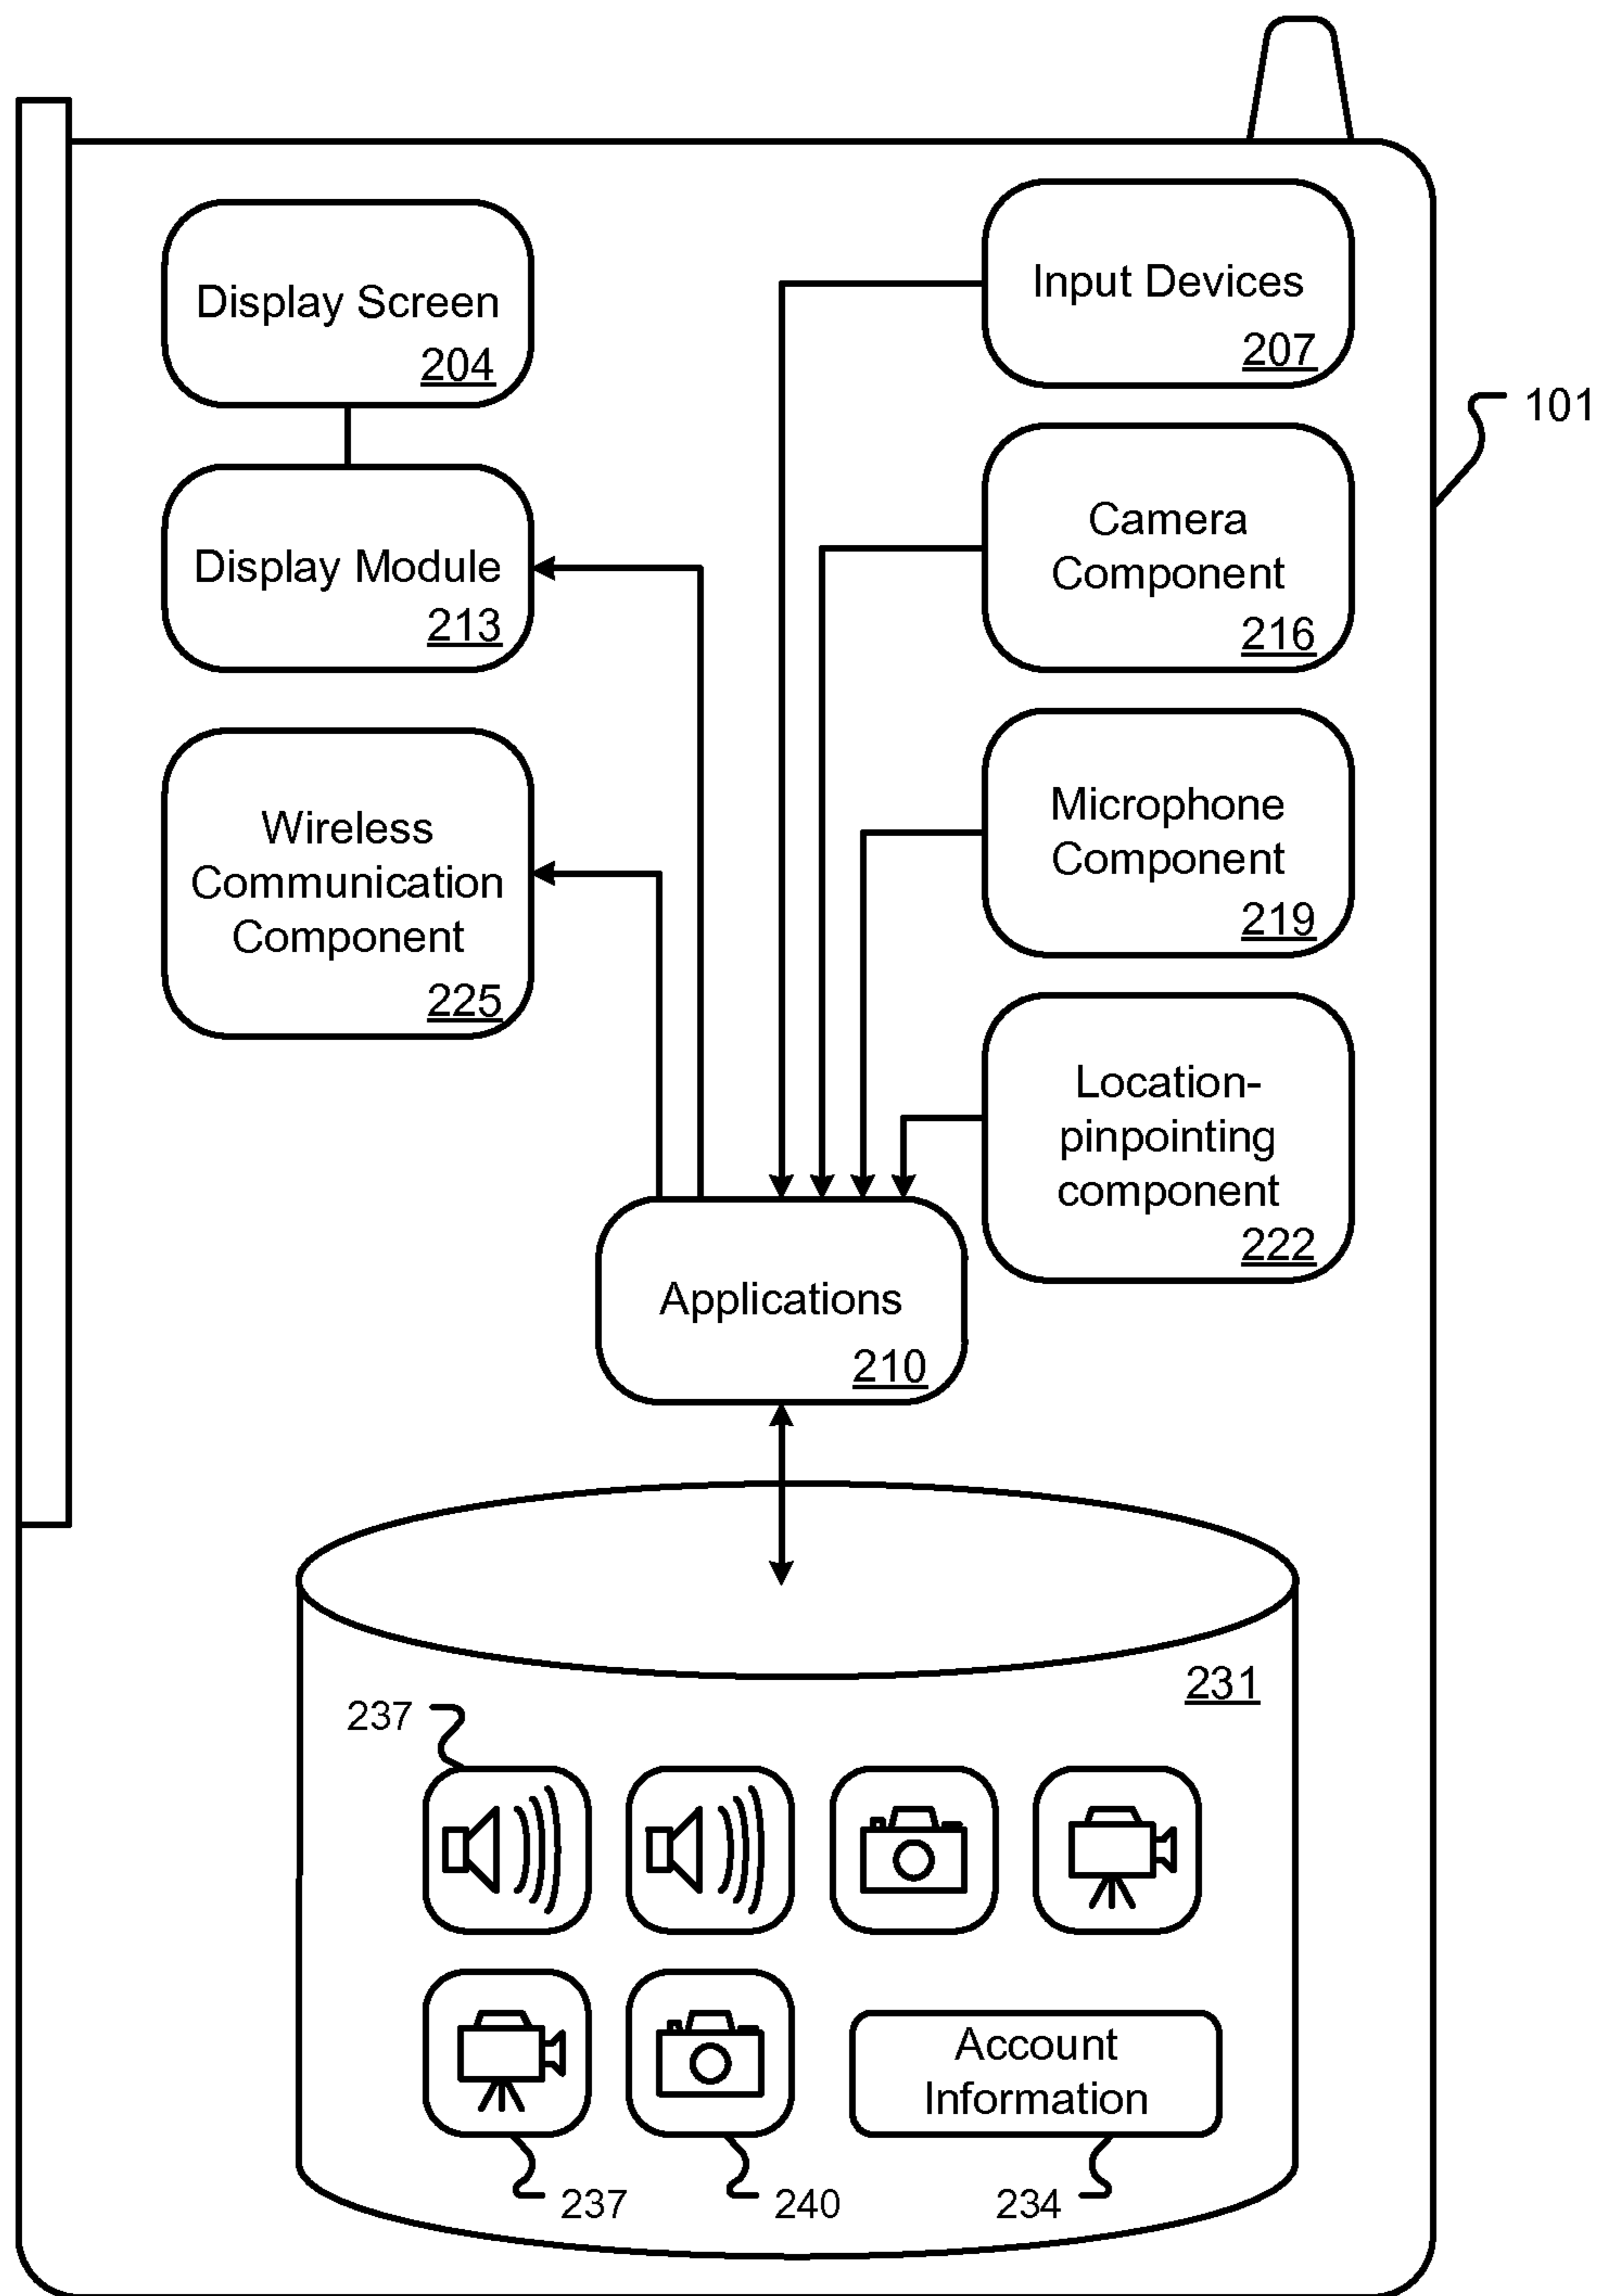 Display Screen
204
Input Devices
207
101
Display Module
213
Camera
Component
216
Wireless
Communication
Component
225
Microphone
Component
219
Location-
pinpointing
component
222
Applications
210
231
237
Account
Information
237
240
234